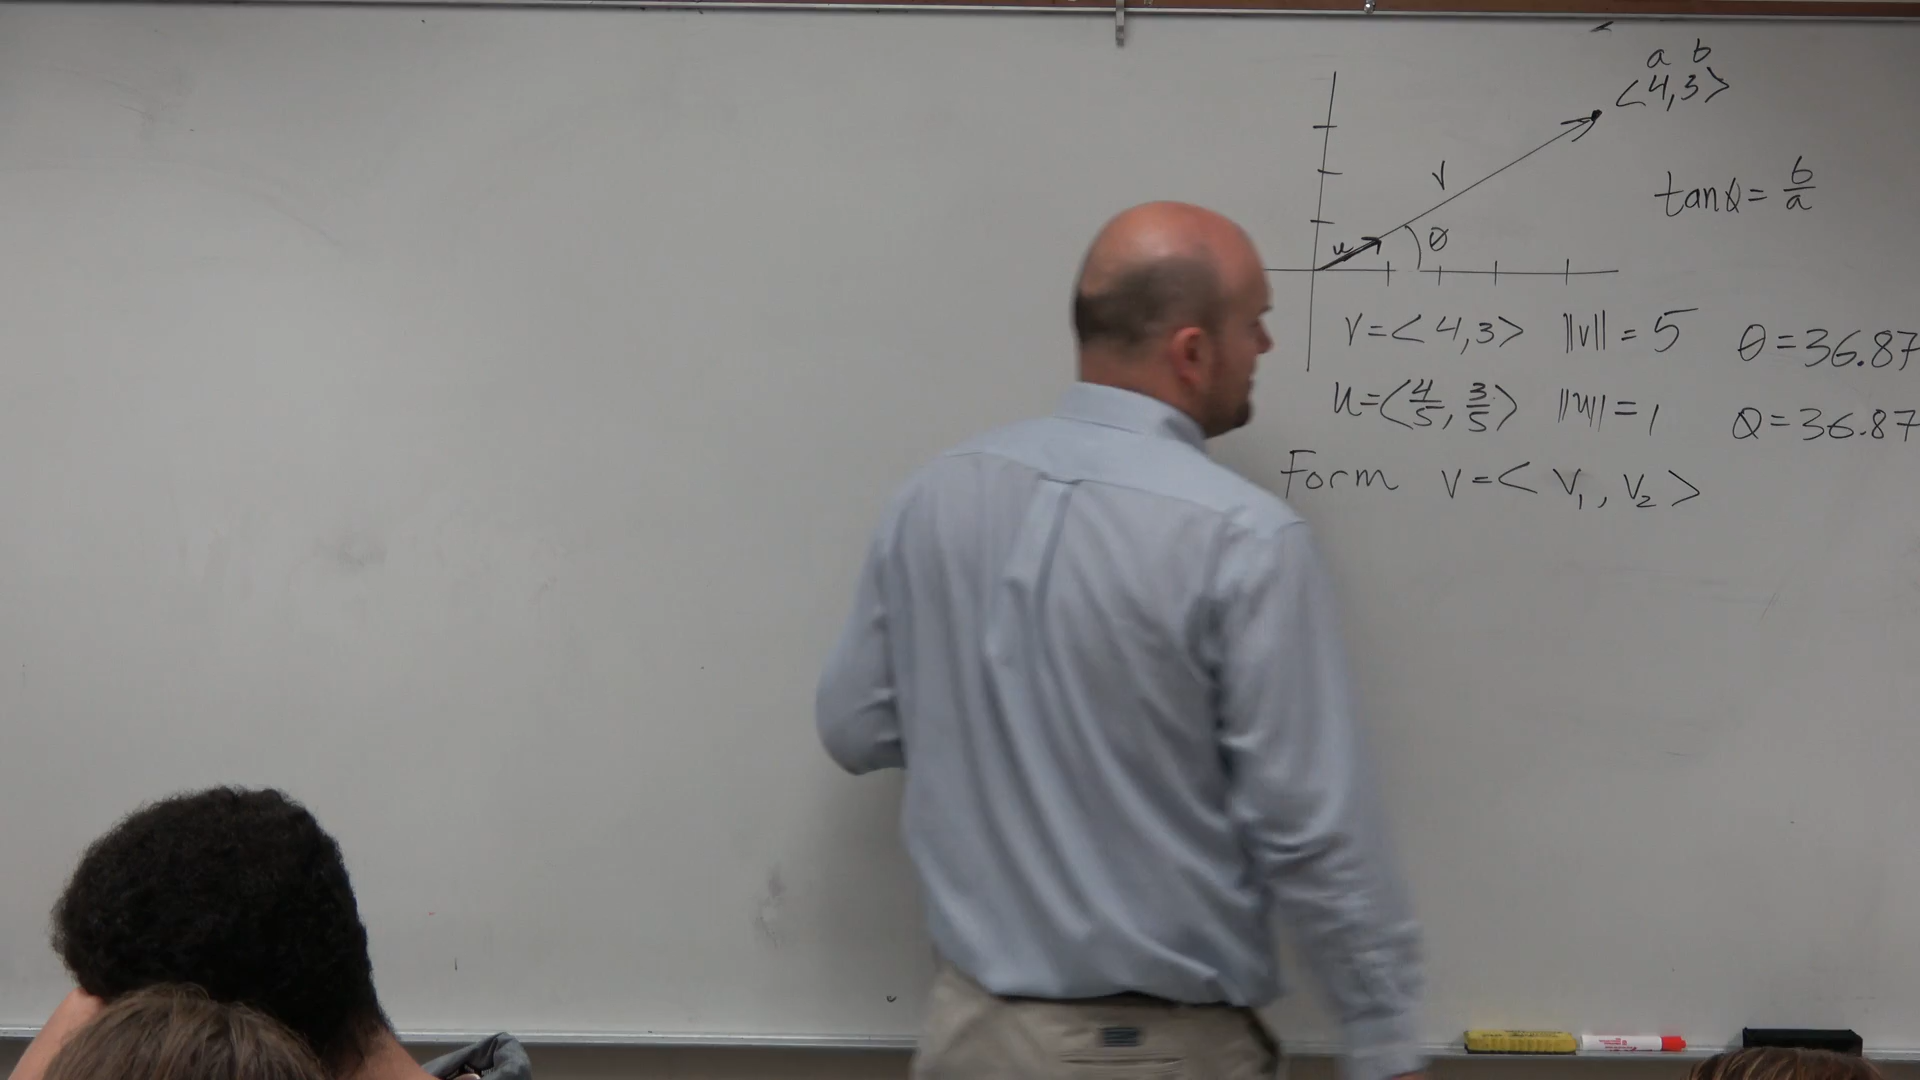 a b
<4,3>
v
tanθ = b/a
u
θ
v=<4,3> ||v|| = 5 θ=36.87
u=<4/5, 3/5> ||u|| = 1 θ=36.87
Form v=< v₁, v₂ >